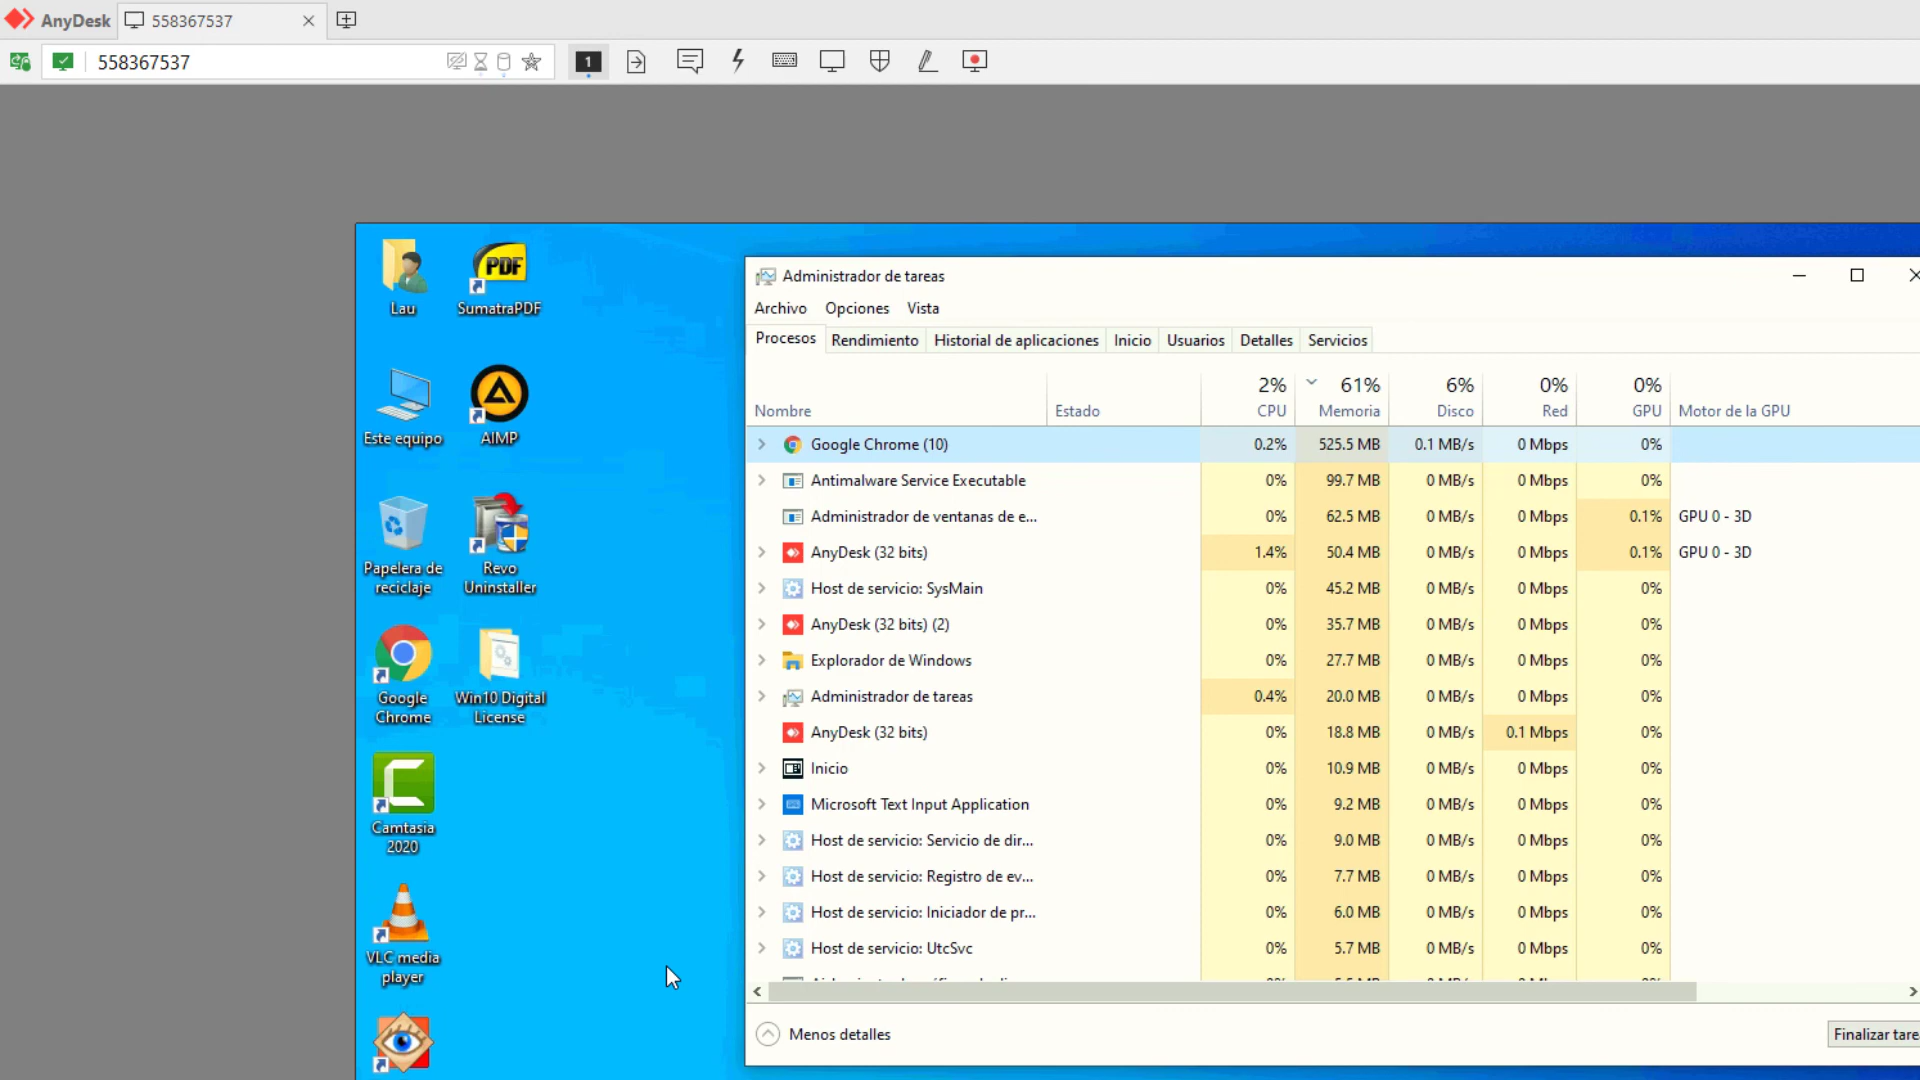 AnyDesk
558367537
558367537
1
Lau
PDF
SumatraPDF
Este equipo
AIMP
Papelera de reciclaje
Revo Uninstaller
Google Chrome
Win10 Digital License
Camtasia 2020
VLC media player
Administrador de tareas
Archivo Opciones Vista
Procesos Rendimiento Historial de aplicaciones Inicio Usuarios Detalles Servicios
2% 61% 6% 0% 0%
Nombre Estado CPU Memoria Disco Red GPU Motor de la GPU
Google Chrome (10) 0.2% 525.5 MB 0.1 MB/s 0 Mbps 0%
Antimalware Service Executable 0% 99.7 MB 0 MB/s 0 Mbps 0%
Administrador de ventanas de e... 0% 62.5 MB 0 MB/s 0 Mbps 0.1% GPU 0 - 3D
AnyDesk (32 bits) 1.4% 50.4 MB 0 MB/s 0 Mbps 0.1% GPU 0 - 3D
Host de servicio: SysMain 0% 45.2 MB 0 MB/s 0 Mbps 0%
AnyDesk (32 bits) (2) 0% 35.7 MB 0 MB/s 0 Mbps 0%
Explorador de Windows 0% 27.7 MB 0 MB/s 0 Mbps 0%
Administrador de tareas 0.4% 20.0 MB 0 MB/s 0 Mbps 0%
AnyDesk (32 bits) 0% 18.8 MB 0 MB/s 0.1 Mbps 0%
Inicio 0% 10.9 MB 0 MB/s 0 Mbps 0%
Microsoft Text Input Application 0% 9.2 MB 0 MB/s 0 Mbps 0%
Host de servicio: Servicio de dir... 0% 9.0 MB 0 MB/s 0 Mbps 0%
Host de servicio: Registro de ev... 0% 7.7 MB 0 MB/s 0 Mbps 0%
Host de servicio: Iniciador de pr... 0% 6.0 MB 0 MB/s 0 Mbps 0%
Host de servicio: UtcSvc 0% 5.7 MB 0 MB/s 0 Mbps 0%
Menos detalles
Finalizar tare